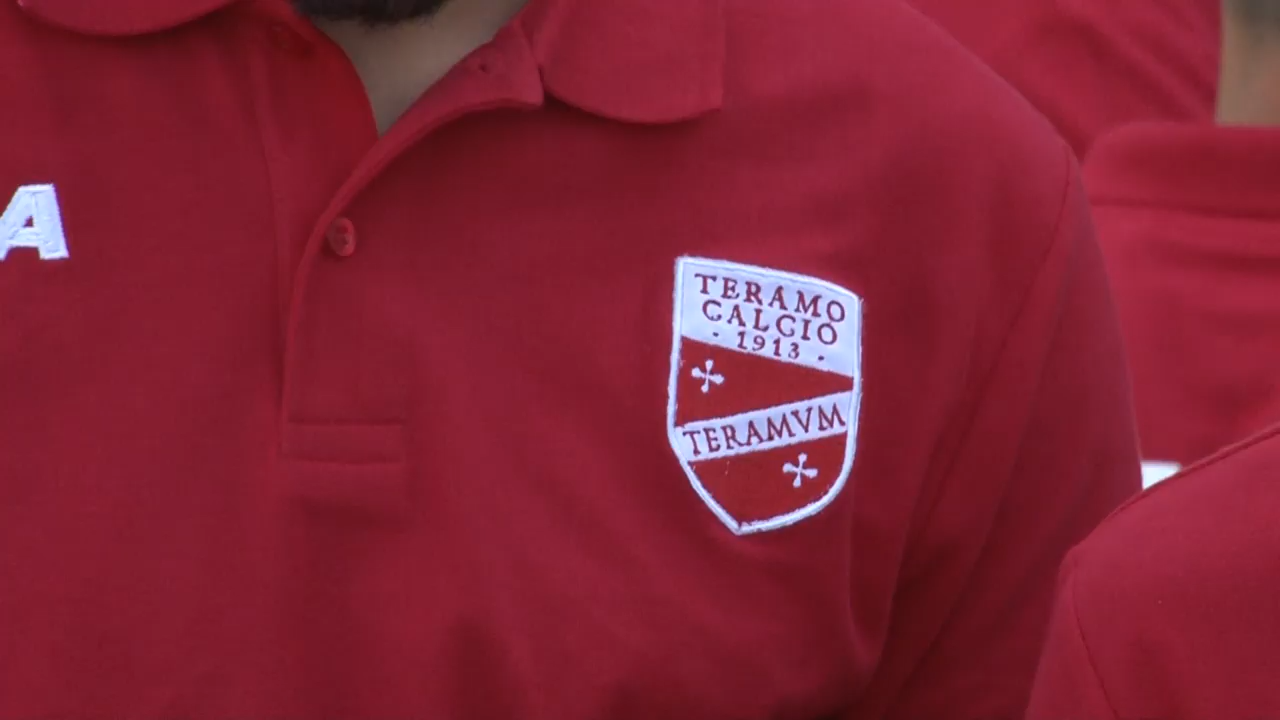 A
TERAMO
CALCIO
· 1913 ·
TERAMVM